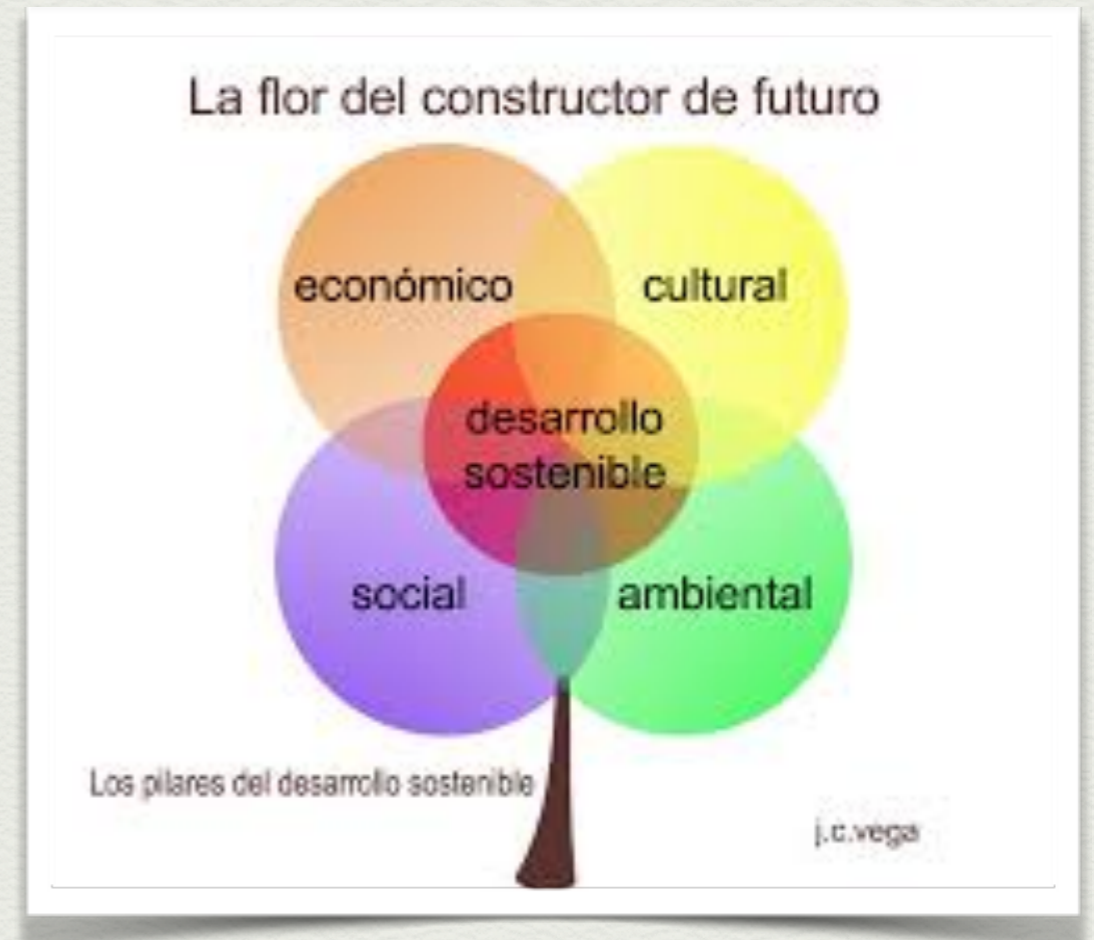 La flor del constructor de futuro
económico
cultural
desarrollo
sostenible
social
ambiental
Los pilares del desarrollo sostenible
j.c.vega